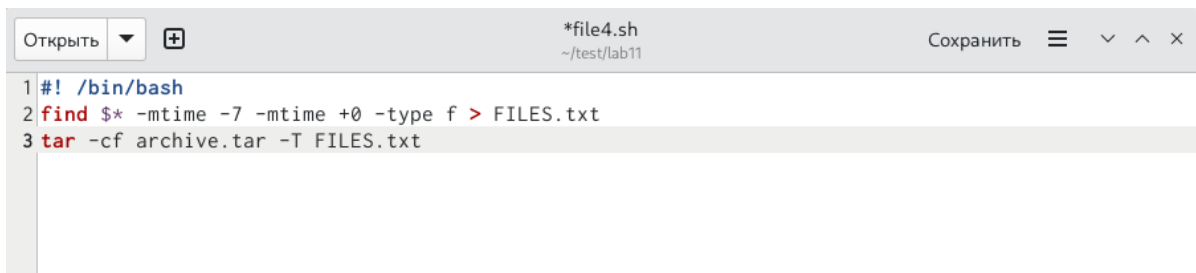 Открыть
*file4.sh
~/test/lab11
Сохранить
1 #! /bin/bash
2 find $* -mtime -7 -mtime +0 -type f > FILES.txt
3 tar -cf archive.tar -T FILES.txt